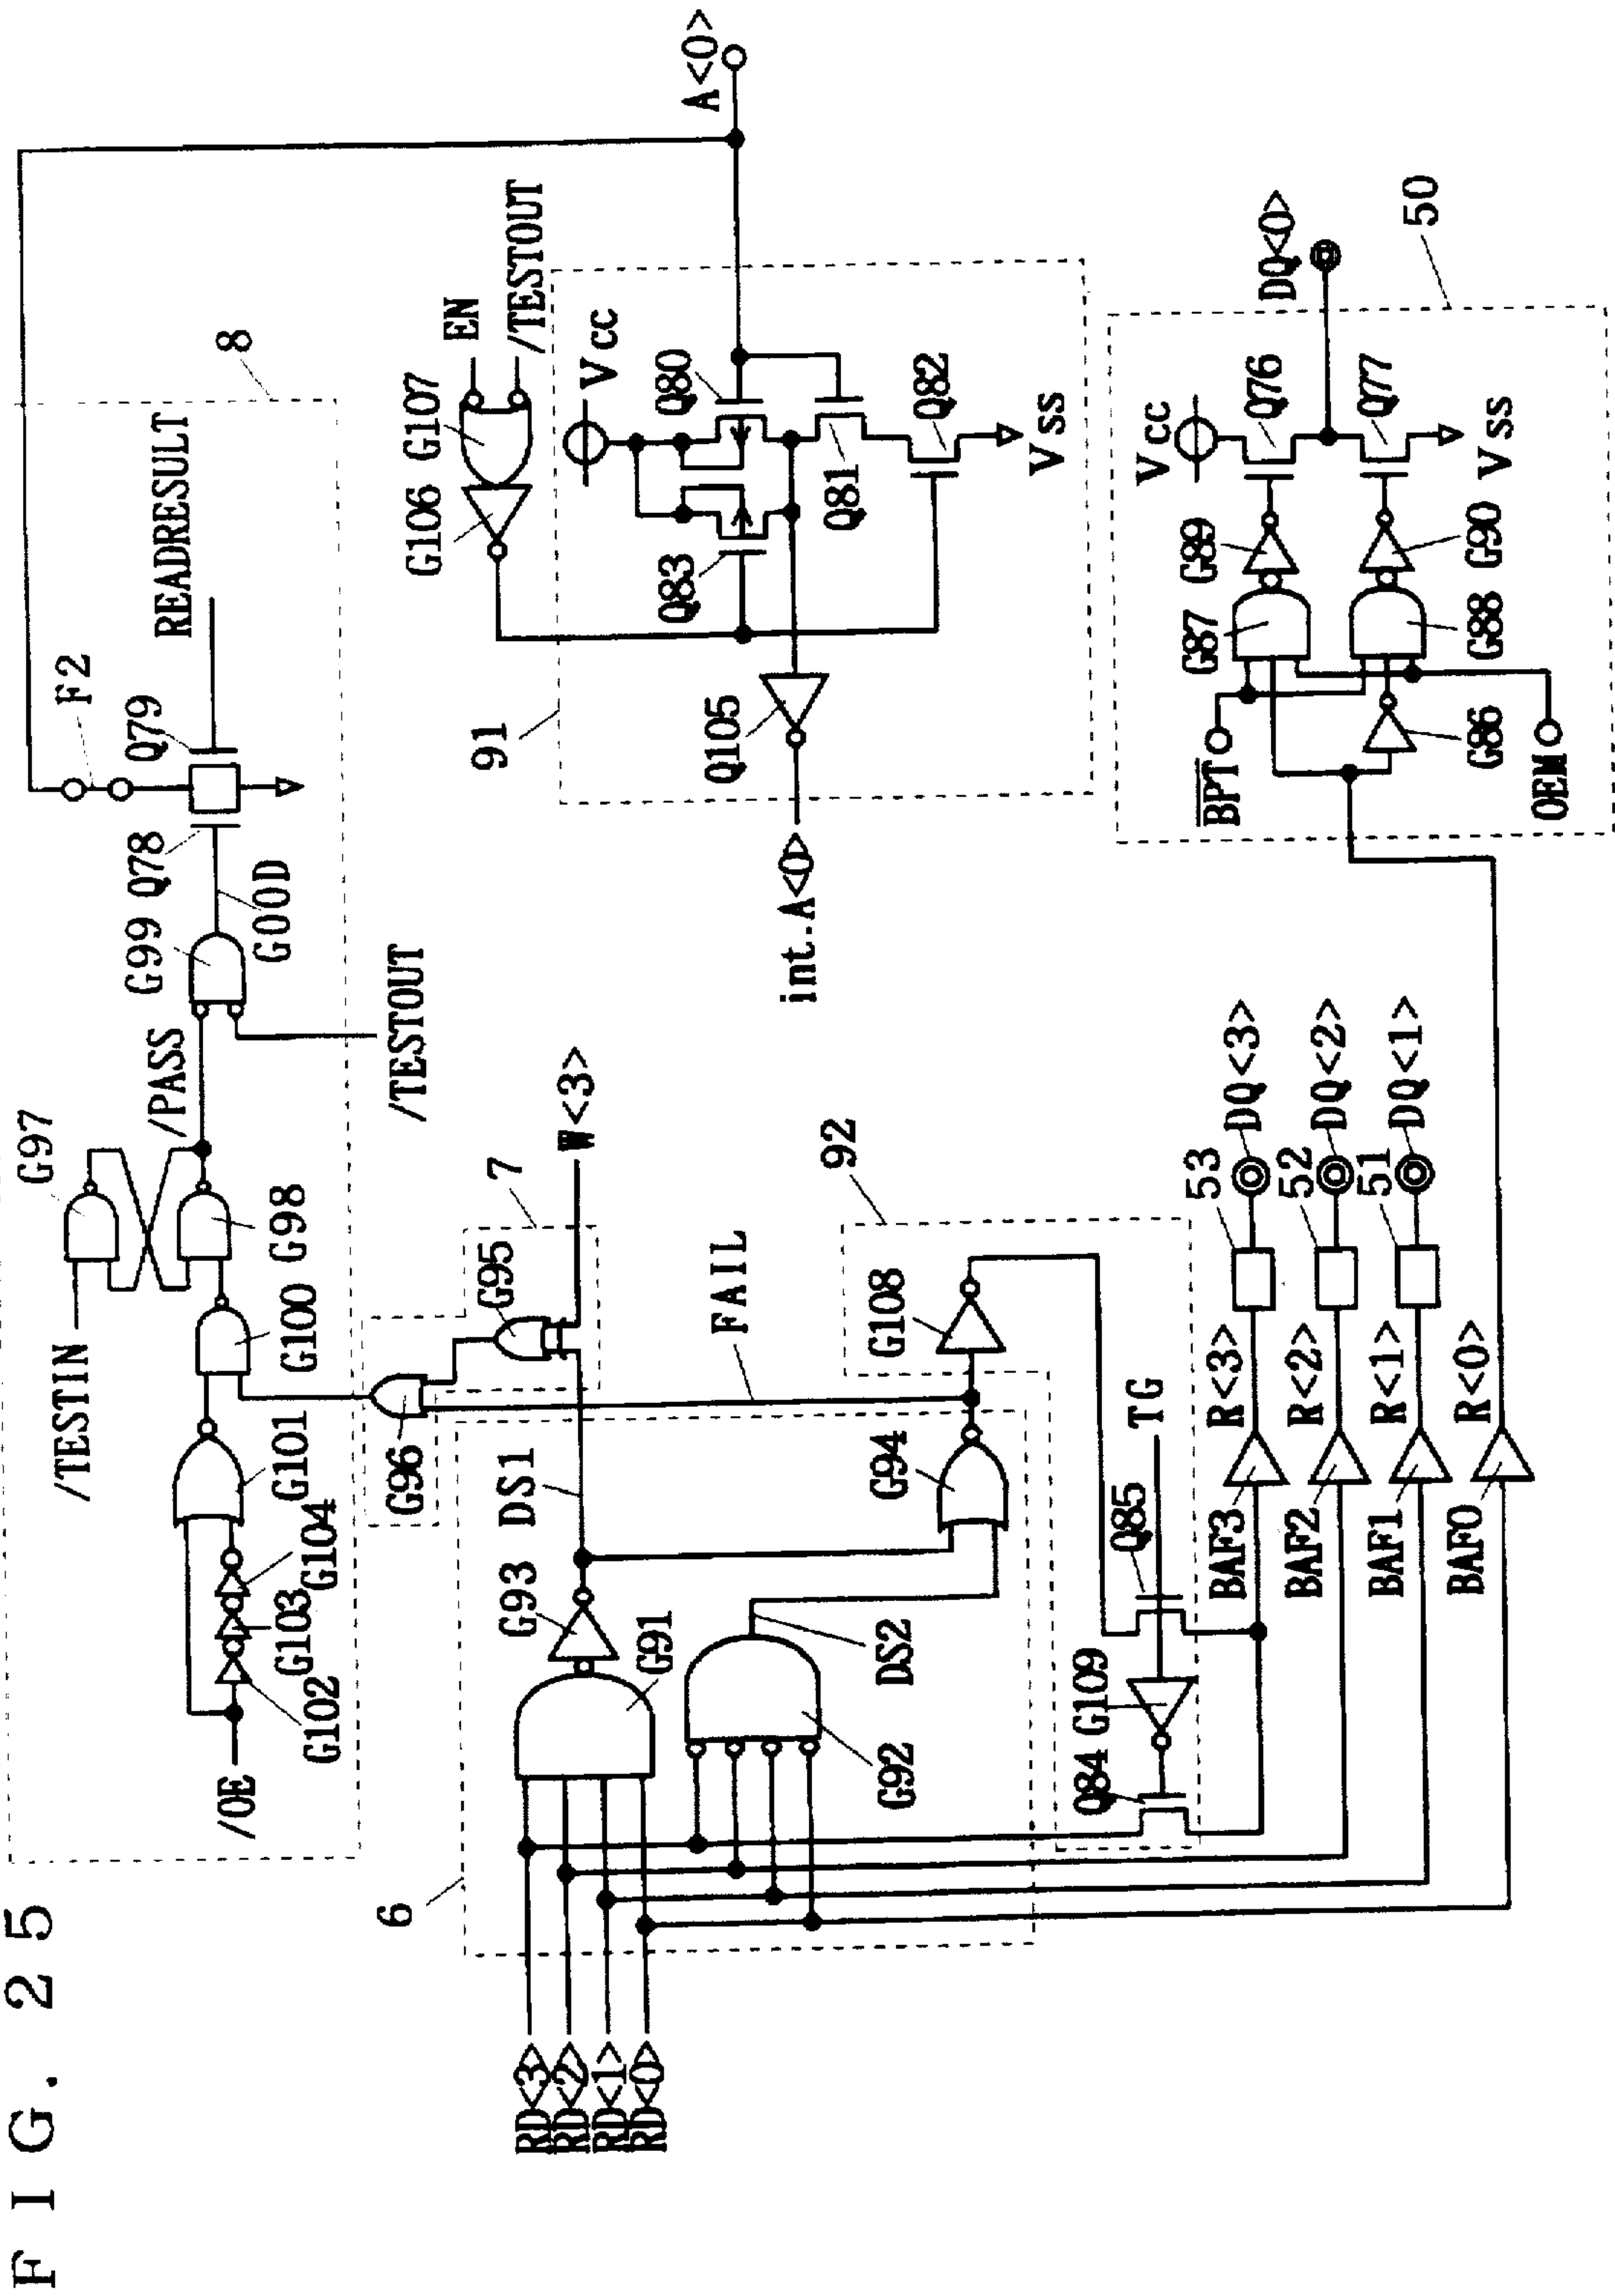 FIG. 25
8
/OE
G102
G103
G104
G101
/TESTIN
G100
G97
G98
/PASS
G99
GOOD
/TESTOUT
Q78
Q79
F2
READRESULT
A<0>
6
RD<3>
RD<2>
RD<1>
RD<0>
G91
G93
DS1
G92
DS2
G94
G96
G95
7
W<3>
FAIL
92
G108
Q84
G109
Q85
TG
BAF3
R<3>
53
DQ<3>
BAF2
R<2>
52
DQ<2>
BAF1
R<1>
51
DQ<1>
BAF0
R<0>
91
int.A<0>
Q105
G106
G107
EN
/TESTOUT
Vcc
Q83
Q80
Q81
Q82
Vss
50
BPT
OEM
G86
G87
G88
G89
G90
Vcc
Q76
Q77
Vss
DQ<0>